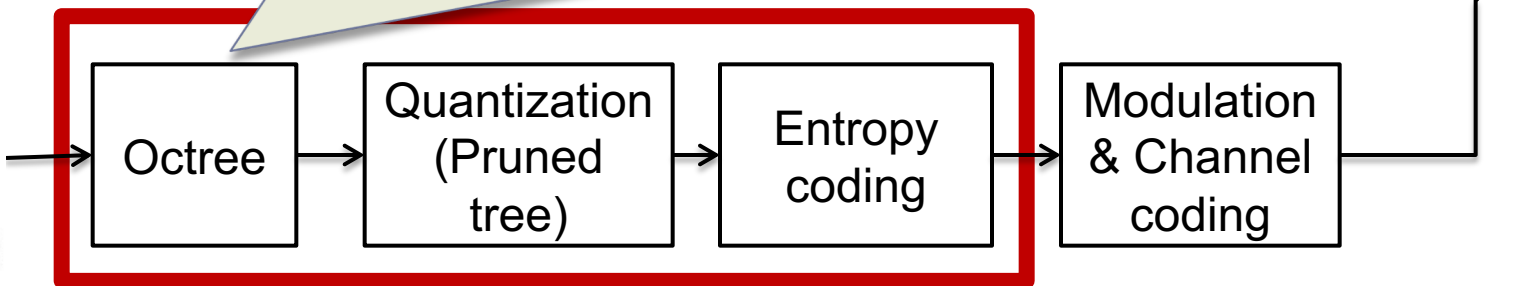 Octree
Quantization
(Pruned
tree)
Entropy
coding
Modulation
& Channel
coding